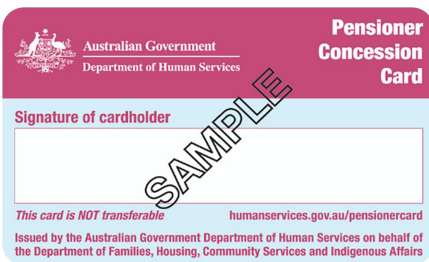 Australian Government
Department of Human Services
Pensioner
Concession
Card
Signature of cardholder
SAMPLE
This card is NOT transferable
humanservices.gov.au/pensionercard
Issued by the Australian Government Department of Human Services on behalf of
the Department of Families, Housing, Community Services and Indigenous Affairs